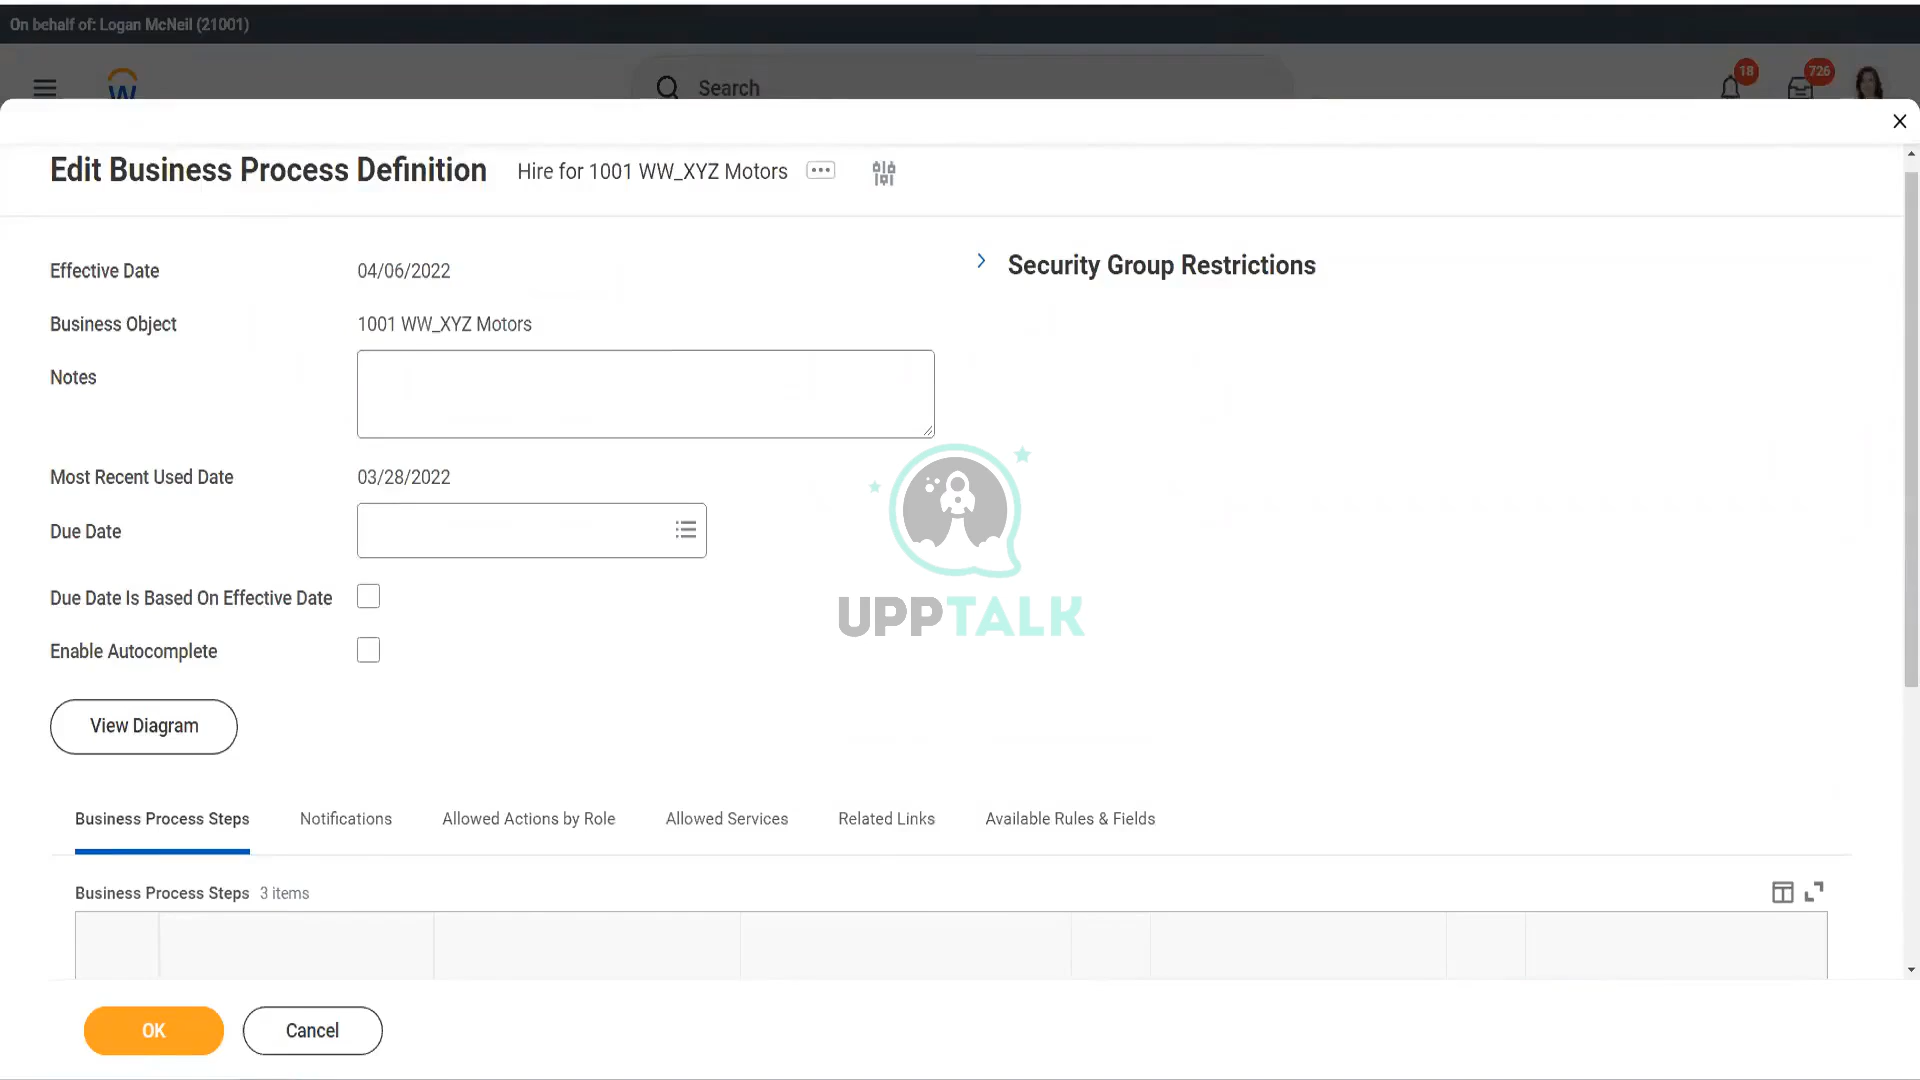 On behalf of: Logan McNeil (21001)
W
Search
18
726
Edit Business Process Definition
Hire for 1001 WW_XYZ Motors
Effective Date
04/06/2022
Security Group Restrictions
Business Object
1001 WW_XYZ Motors
Notes
Most Recent Used Date
03/28/2022
Due Date
UPPTALK
Due Date Is Based On Effective Date
Enable Autocomplete
View Diagram
Business Process Steps
Notifications
Allowed Actions by Role
Allowed Services
Related Links
Available Rules & Fields
Business Process Steps 3 items
OK
Cancel